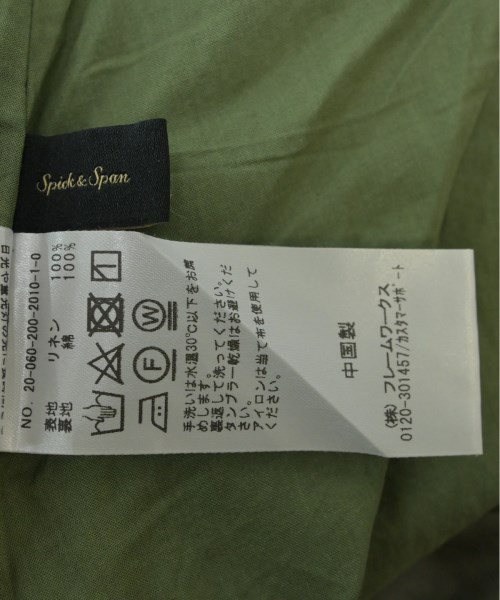 Spick & Span
NO. 20-060-200-2010-1-0
表地 リネン 100%
裏地 綿 100%
F W
手洗いは水温30℃以下をお薦
めします。
裏返して洗ってください。
タンブラー乾燥はお避けくだ
さい。
アイロンは当て布を使用して
ください。
中国製
(株) フレームワークス
0120-301457/カスタマーサポート